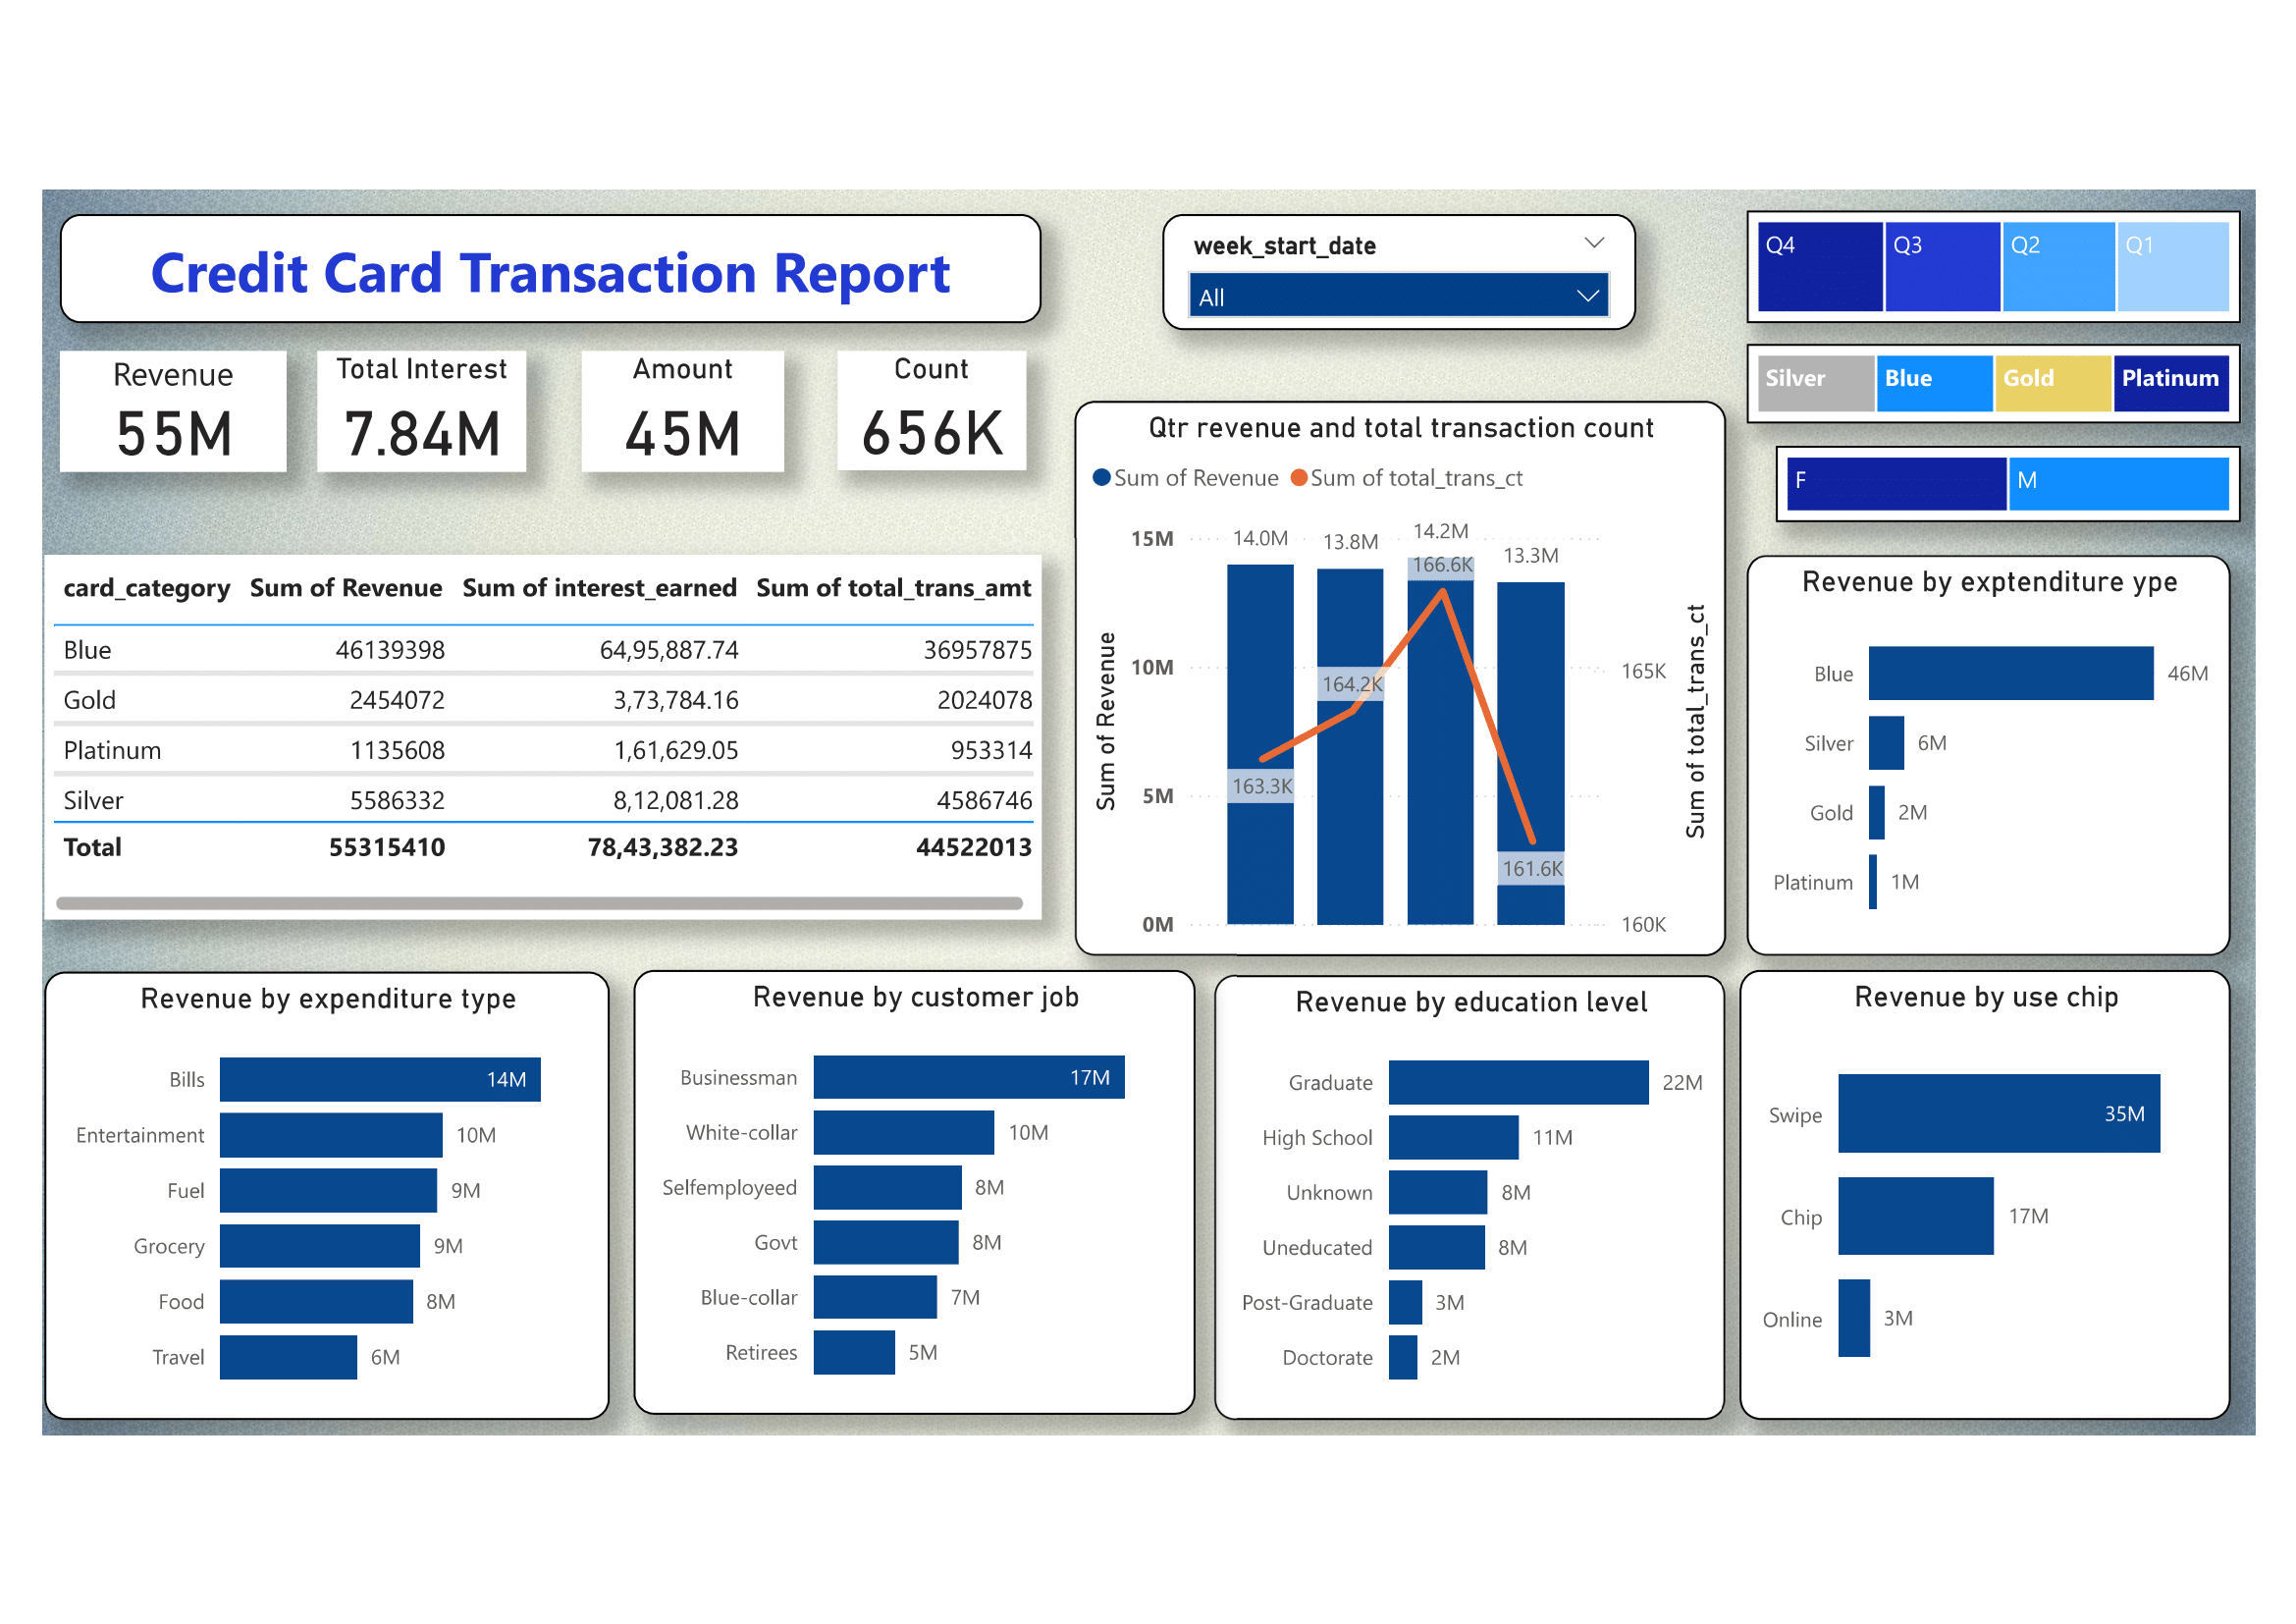 Credit Card Transaction Report
week_start_date
All
Q4 Q3 Q2 Q1
Silver Blue Gold Platinum
F M
Revenue
55M
Total Interest
7.84M
Amount
45M
Count
656K
card_category Sum of Revenue Sum of interest_earned Sum of total_trans_amt
Blue 46139398 64,95,887.74 36957875
Gold 2454072 3,73,784.16 2024078
Platinum 1135608 1,61,629.05 953314
Silver 5586332 8,12,081.28 4586746
Total 55315410 78,43,382.23 44522013
Qtr revenue and total transaction count
Sum of Revenue Sum of total_trans_ct
Sum of Revenue
15M
10M
5M
0M
14.0M 13.8M 14.2M 13.3M
163.3K 164.2K 166.6K 161.6K
165K
160K
Sum of total_trans_ct
Revenue by exptenditure ype
Blue 46M
Silver 6M
Gold 2M
Platinum 1M
Revenue by expenditure type
Bills 14M
Entertainment 10M
Fuel 9M
Grocery 9M
Food 8M
Travel 6M
Revenue by customer job
Businessman 17M
White-collar 10M
Selfemployeed 8M
Govt 8M
Blue-collar 7M
Retirees 5M
Revenue by education level
Graduate 22M
High School 11M
Unknown 8M
Uneducated 8M
Post-Graduate 3M
Doctorate 2M
Revenue by use chip
Swipe 35M
Chip 17M
Online 3M